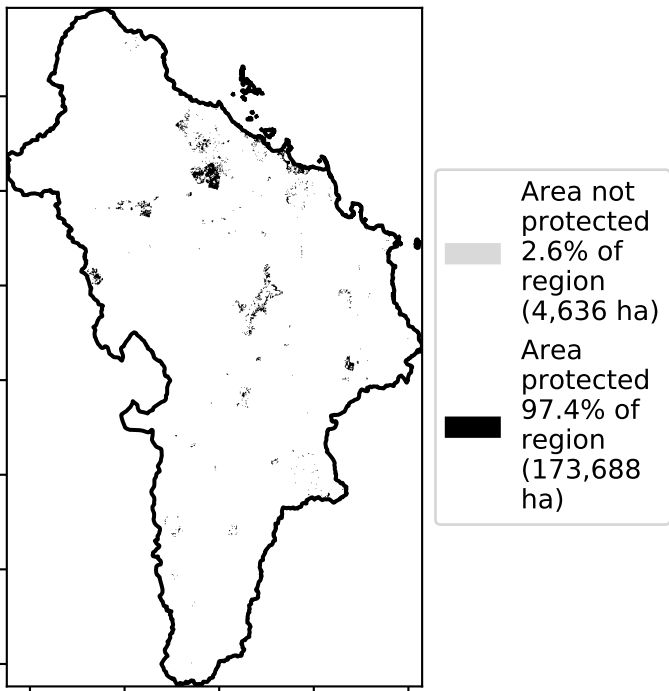 Area not
protected
2.6% of
region
(4,636 ha)
Area
protected
97.4% of
region
(173,688
ha)